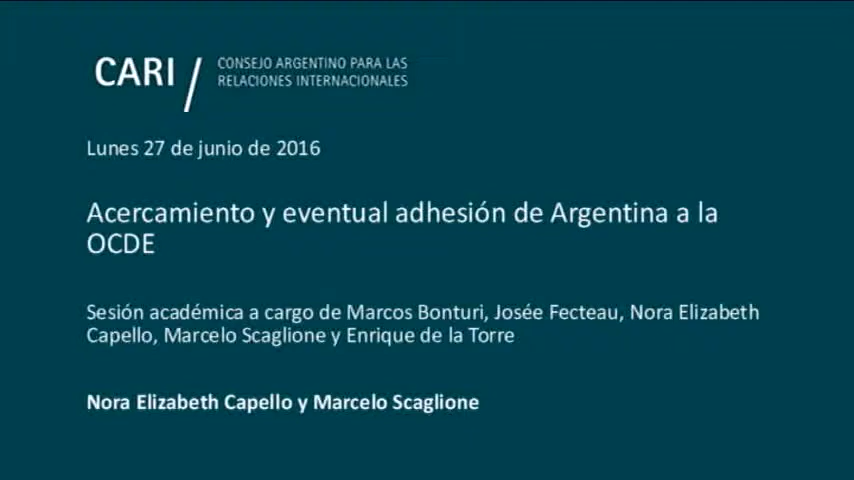 CARI
CONSEJO ARGENTINO PARA LAS
RELACIONES INTERNACIONALES
Lunes 27 de junio de 2016
Acercamiento y eventual adhesión de Argentina a la
OCDE
Sesión académica a cargo de Marcos Bonturi, Josée Fecteau, Nora Elizabeth
Capello, Marcelo Scaglione y Enrique de la Torre
Nora Elizabeth Capello y Marcelo Scaglione